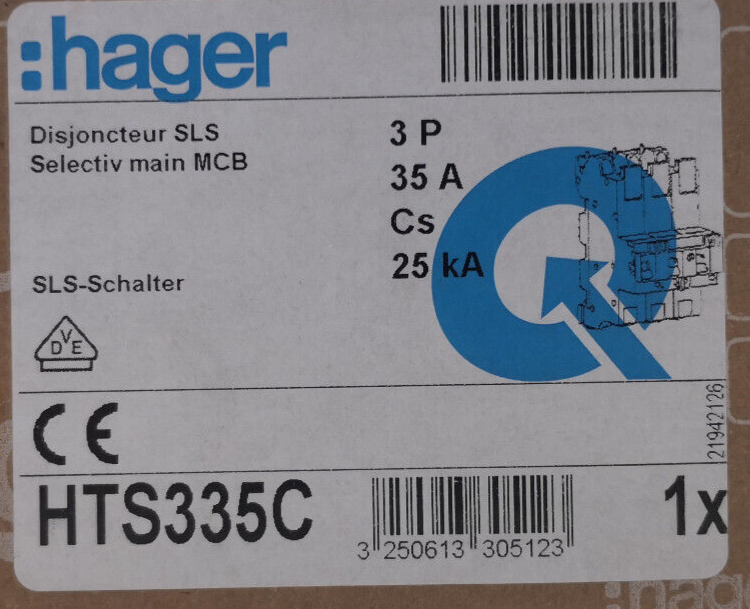 :hager
Disjoncteur SLS
Selectiv main MCB
3 P
35 A
Cs
25 kA
SLS-Schalter
DVE
CE
21942126
HTS335C
3 250613 305123
1x
:hag